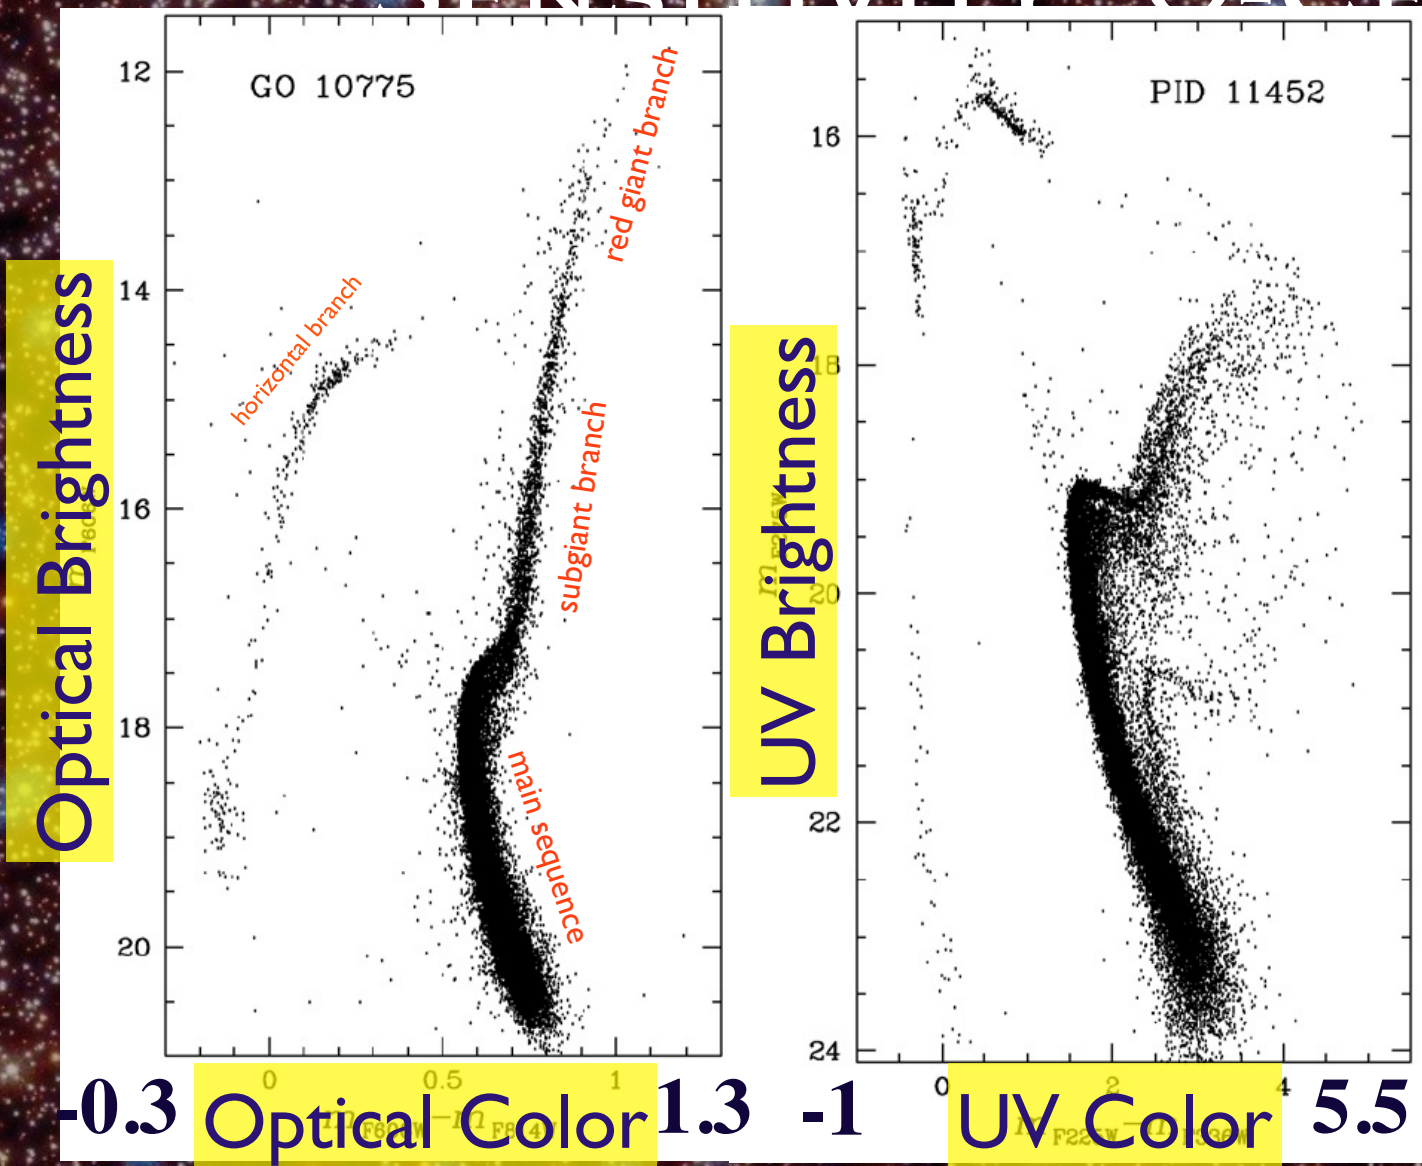 GO 10775
12
14
16
18
20
0
0.5
1
red giant branch
horizontal branch
subgiant branch
main sequence
Optical Brightness
-0.3
Optical Color
1.3
PID 11452
16
18
20
22
24
0
2
4
UV Brightness
-1
UV Color
5.5